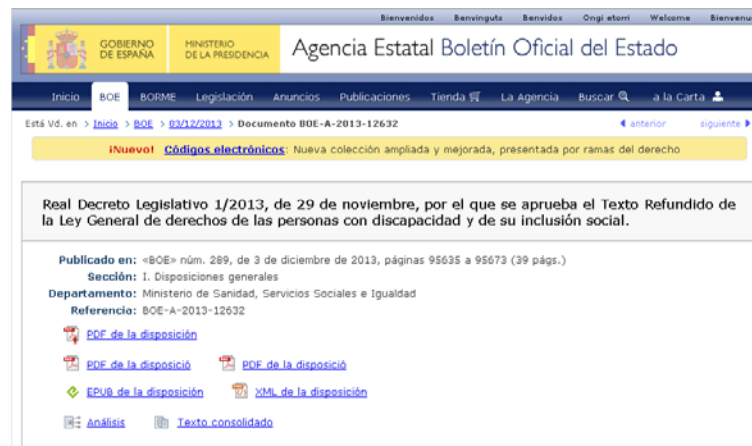 Bienvenidos Benvinguts Benvidos Ongi etorri Welcome Bienvenu
GOBIERNO DE ESPAÑA
MINISTERIO DE LA PRESIDENCIA
Agencia Estatal Boletín Oficial del Estado
Inicio BOE BORME Legislación Anuncios Publicaciones Tienda La Agencia Buscar a la Carta
Está Vd. en > Inicio > BOE > 03/12/2013 > Documento BOE-A-2013-12632 anterior siguiente
¡Nuevo! Códigos electrónicos: Nueva colección ampliada y mejorada, presentada por ramas del derecho
Real Decreto Legislativo 1/2013, de 29 de noviembre, por el que se aprueba el Texto Refundido de
la Ley General de derechos de las personas con discapacidad y de su inclusión social.
Publicado en: «BOE» núm. 289, de 3 de diciembre de 2013, páginas 95635 a 95673 (39 págs.)
Sección: I. Disposiciones generales
Departamento: Ministerio de Sanidad, Servicios Sociales e Igualdad
Referencia: BOE-A-2013-12632
PDF de la disposición
PDF de la disposició PDF de la disposició
EPUB de la disposición XML de la disposición
Análisis Texto consolidado